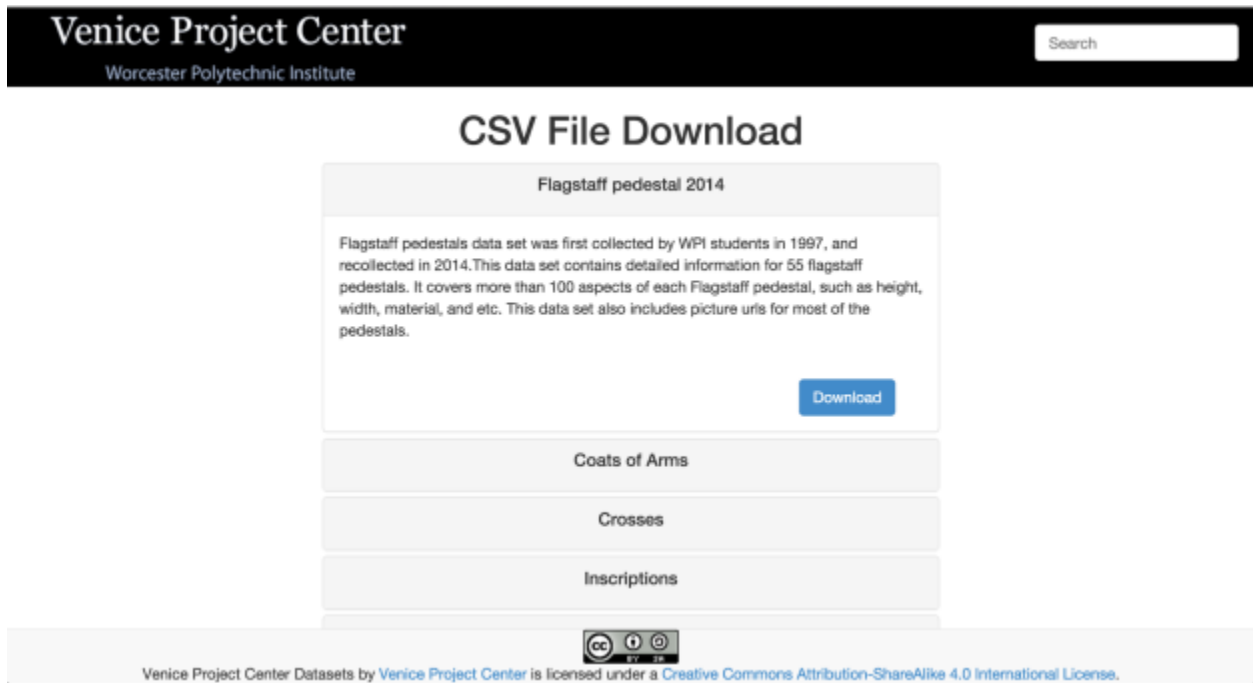 Venice Project Center
Search
Worcester Polytechnic Institute
CSV File Download
Flagstaff pedestal 2014
Flagstaff pedestals data set was first collected by WPI students in 1997, and
recollected in 2014.This data set contains detailed information for 55 flagstaff
pedestals. It covers more than 100 aspects of each Flagstaff pedestal, such as height,
width, material, and etc. This data set also includes picture urls for most of the
pedestals.
Download
Coats of Arms
Crosses
Inscriptions
cc
BY SA
Venice Project Center Datasets by Venice Project Center is licensed under a Creative Commons Attribution-ShareAlike 4.0 International License.